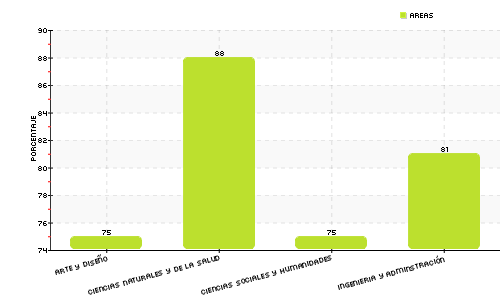 AREAS
90
88
86
84
82
80
78
76
74
PORCENTAJE
75
88
75
81
ARTE Y DISEÑO
CIENCIAS NATURALES Y DE LA SALUD
CIENCIAS SOCIALES Y HUMANIDADES
INGENIERIA Y ADMINSTRACIÓN